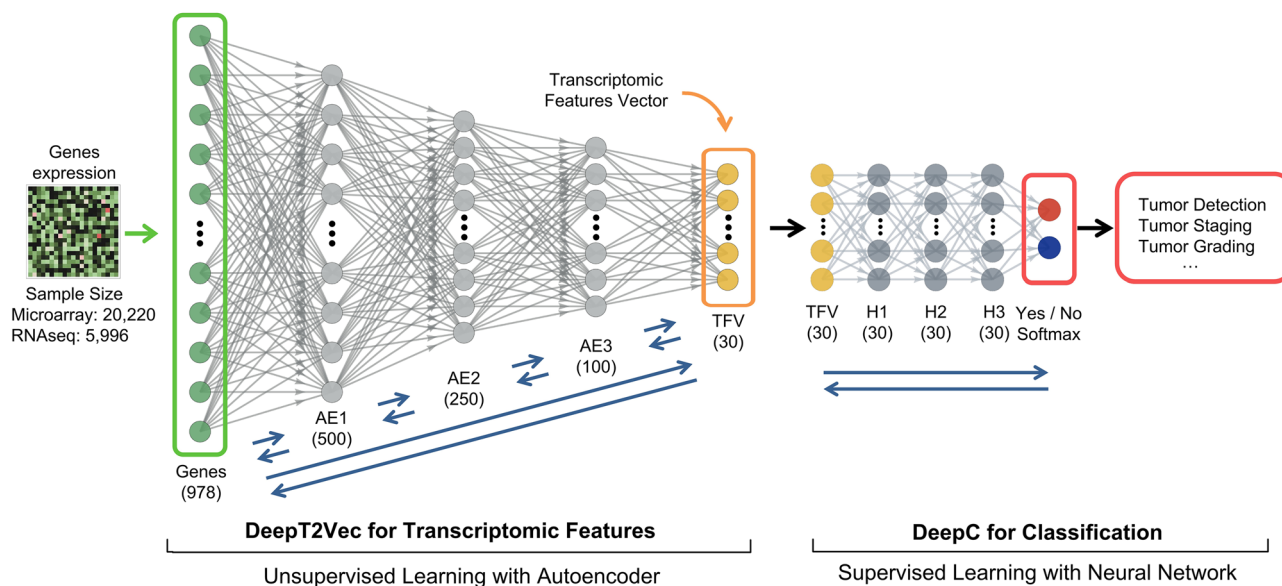 Genes
expression
Sample Size
Microarray: 20,220
RNAseq: 5,996
Genes
(978)
AE1
(500)
AE2
(250)
AE3
(100)
Transcriptomic
Features Vector
TFV
(30)
TFV
(30)
H1
(30)
H2
(30)
H3
(30)
Yes / No
Softmax
Tumor Detection
Tumor Staging
Tumor Grading
...
DeepT2Vec for Transcriptomic Features
Unsupervised Learning with Autoencoder
DeepC for Classification
Supervised Learning with Neural Network